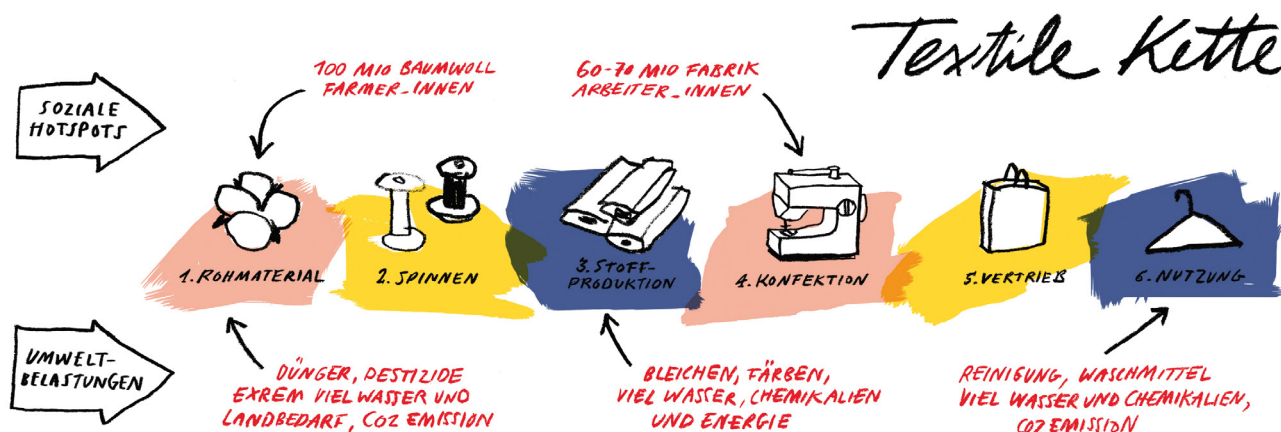 Textile Kette
SOZIALE
HOTSPOTS
100 MIO BAUMWOLL
FARMER_INNEN
60-70 MIO FABRIK
ARBEITER_INNEN
1. ROHMATERIAL
2. SPINNEN
3. STOFF-
PRODUKTION
4. KONFEKTION
5. VERTRIEB
6. NUTZUNG
UMWELT-
BELASTUNGEN
DÜNGER, PESTIZIDE
EXREM VIEL WASSER UND
LANDBEDARF, CO2 EMISSION
BLEICHEN, FÄRBEN,
VIEL WASSER, CHEMIKALIEN
UND ENERGIE
REINIGUNG, WASCHMITTEL
VIEL WASSER UND CHEMIKALIEN,
CO2 EMISSION